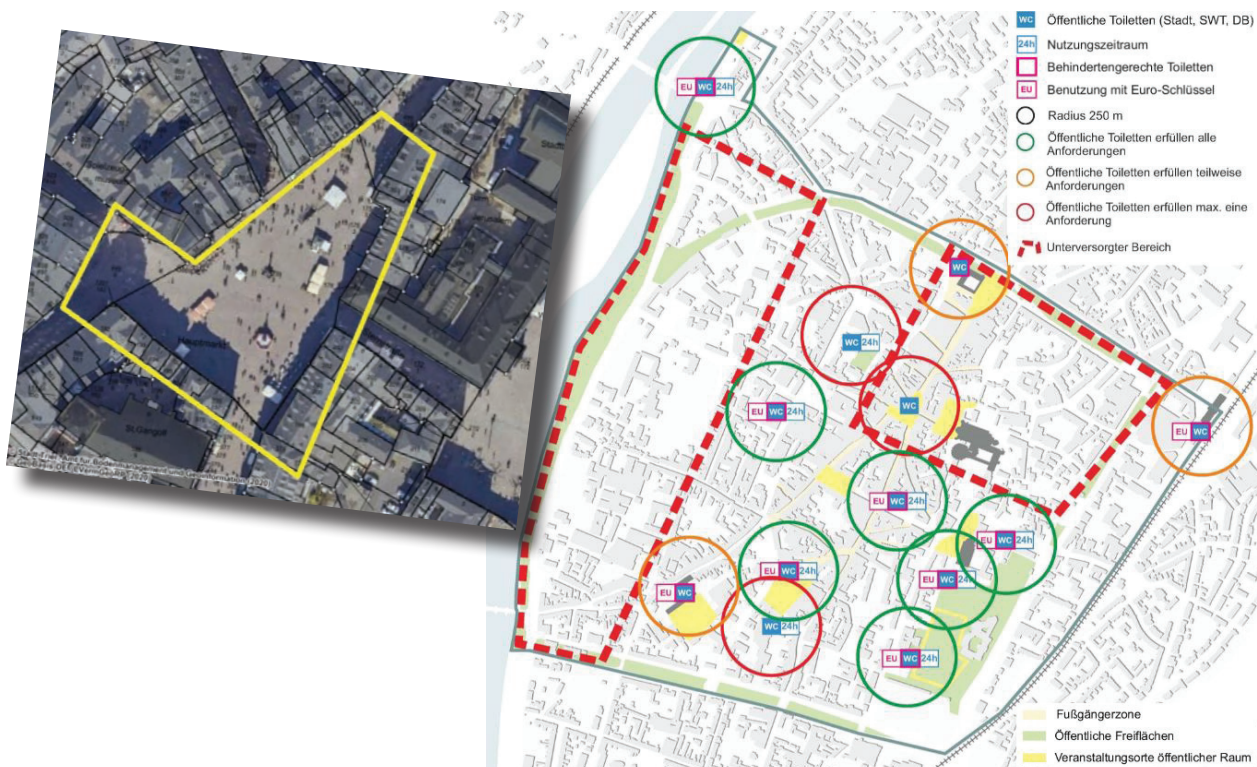 WC Öffentliche Toiletten (Stadt, SWT, DB)
24h Nutzungszeitraum
Behindertengerechte Toiletten
EU Benutzung mit Euro-Schlüssel
Radius 250 m
Öffentliche Toiletten erfüllen alle
Anforderungen
Öffentliche Toiletten erfüllen teilweise
Anforderungen
Öffentliche Toiletten erfüllen max. eine
Anforderung
Unterversorgter Bereich
EU WC 24h
WC
WC 24h
WC
EU WC 24h
EU WC
EU WC 24h
EU WC 24h
EU WC 24h
EU WC 24h
EU WC
WC 24h
EU WC 24h
Hauptmarkt
St.Gangolf
Fußgängerzone
Öffentliche Freiflächen
Veranstaltungsorte öffentlicher Raum